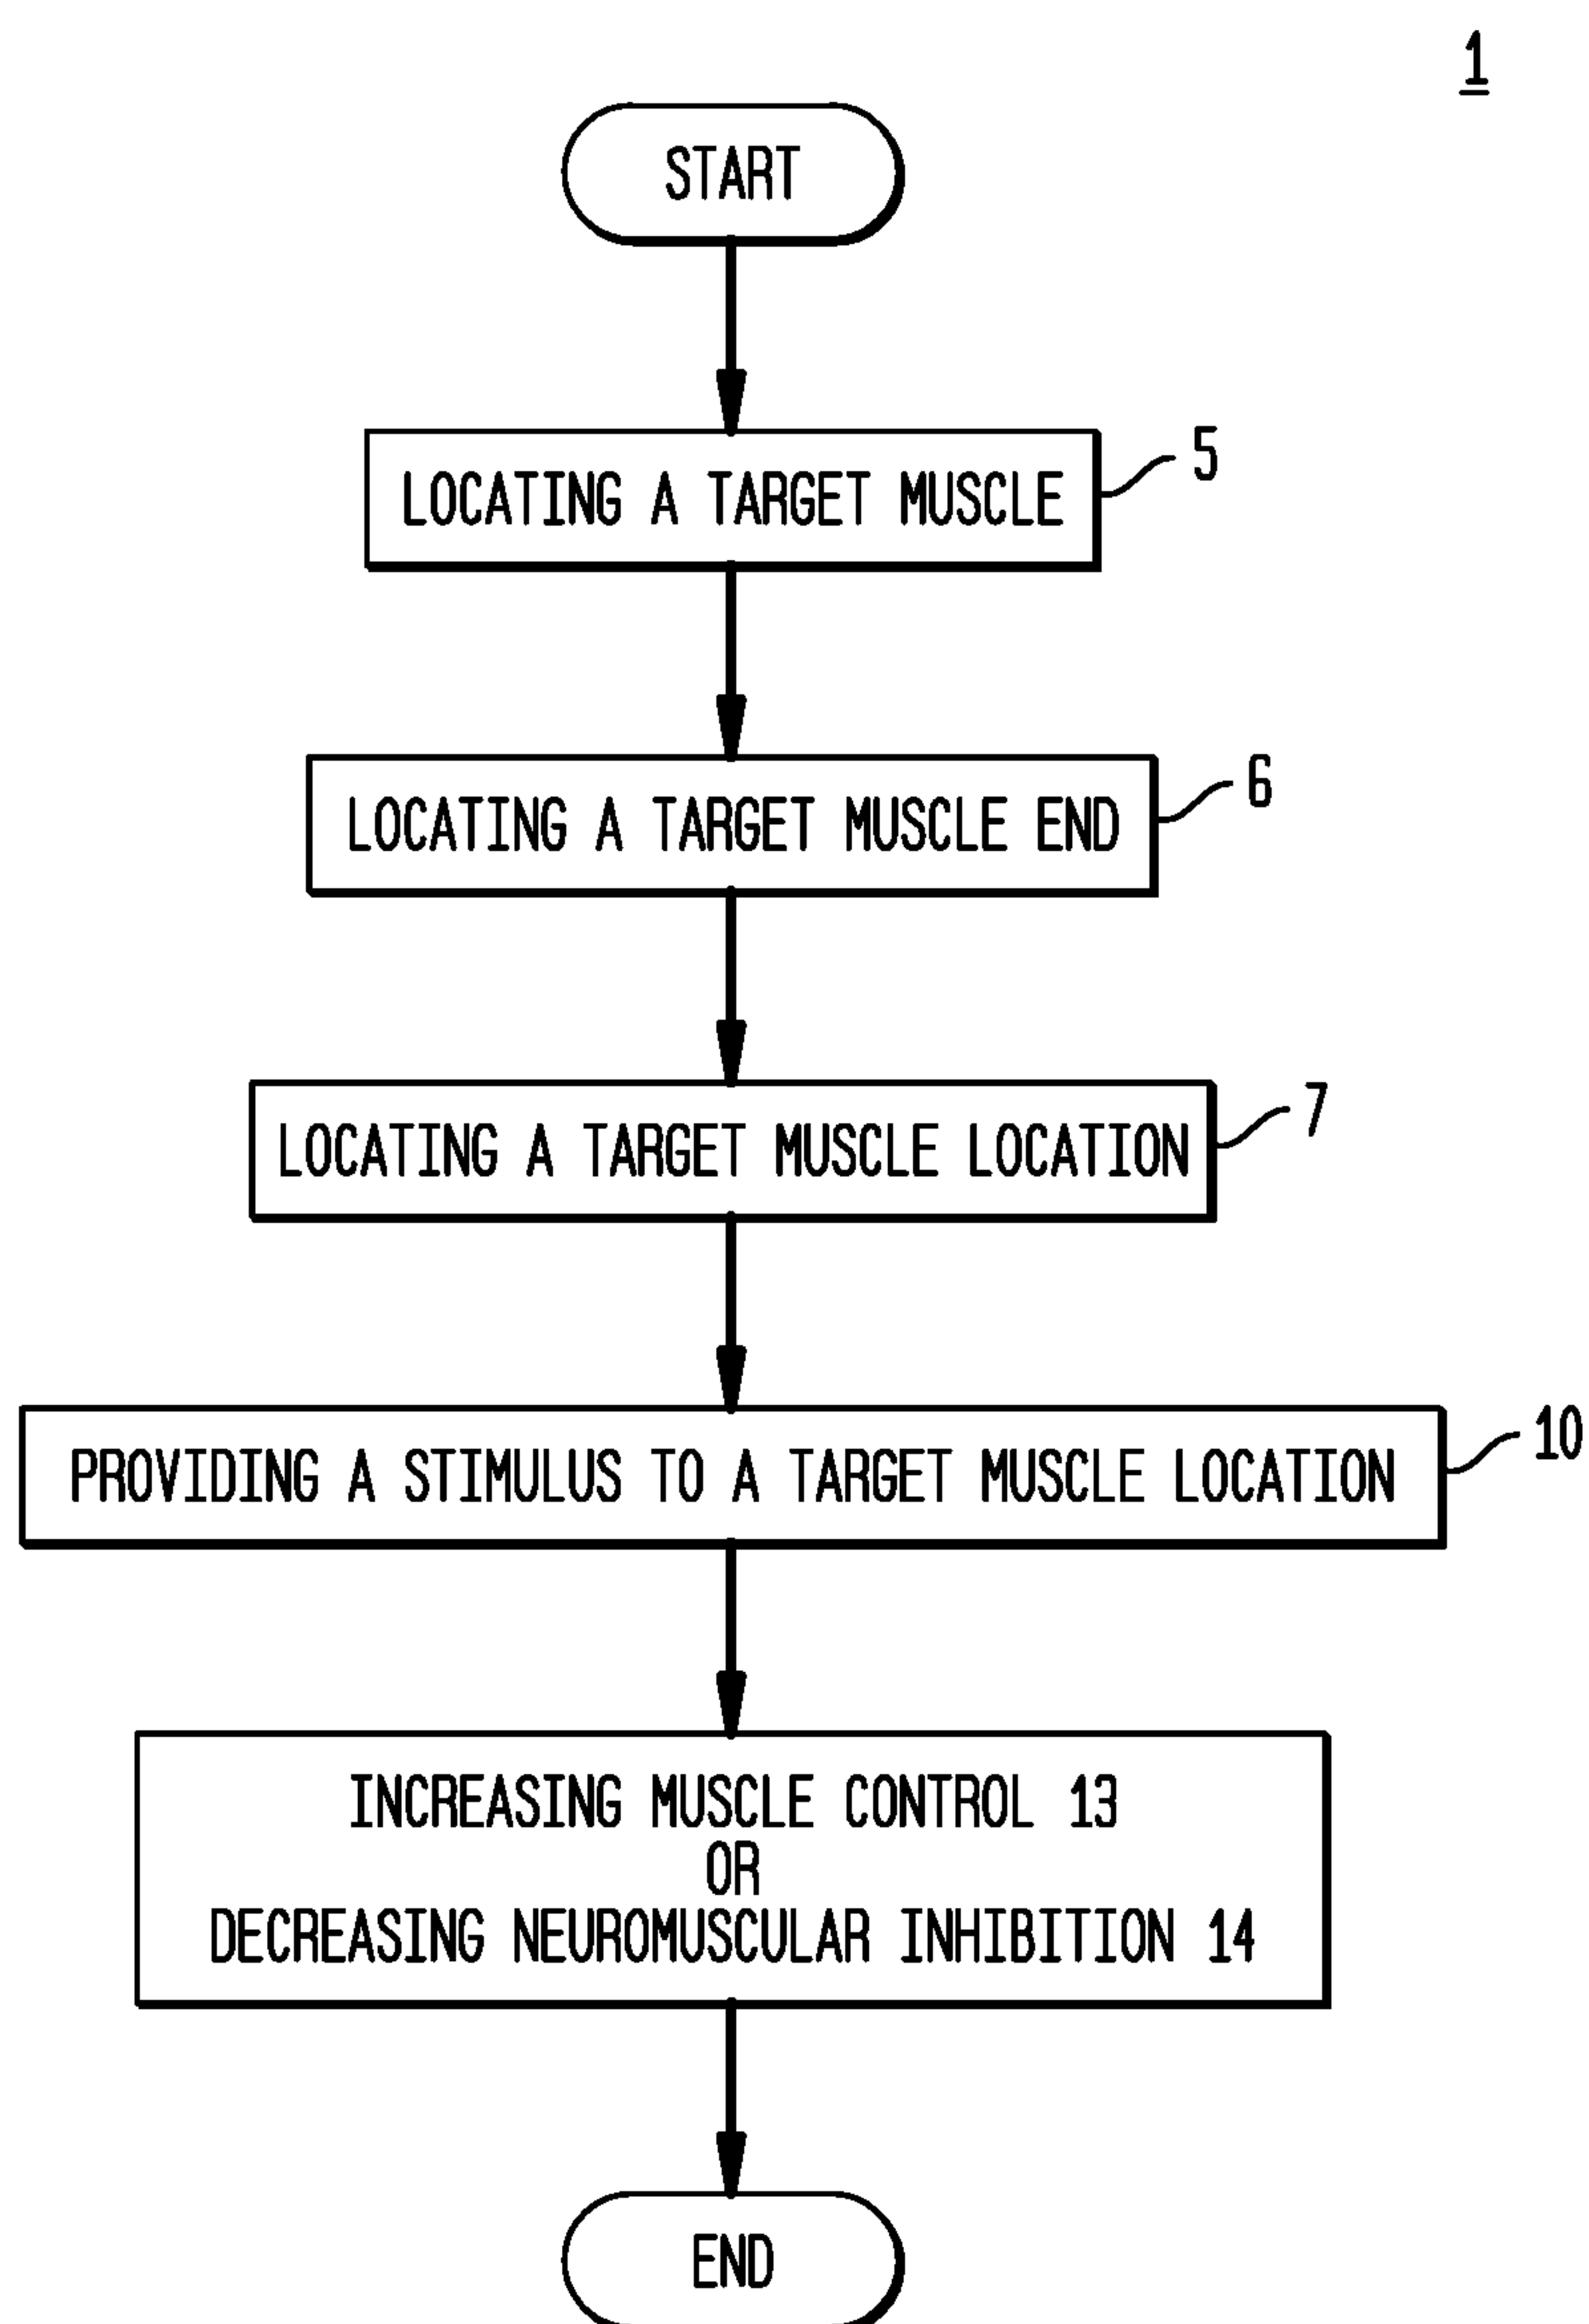 1
START
LOCATING A TARGET MUSCLE
5
LOCATING A TARGET MUSCLE END
6
LOCATING A TARGET MUSCLE LOCATION
7
PROVIDING A STIMULUS TO A TARGET MUSCLE LOCATION
10
INCREASING MUSCLE CONTROL 13
OR
DECREASING NEUROMUSCULAR INHIBITION 14
END